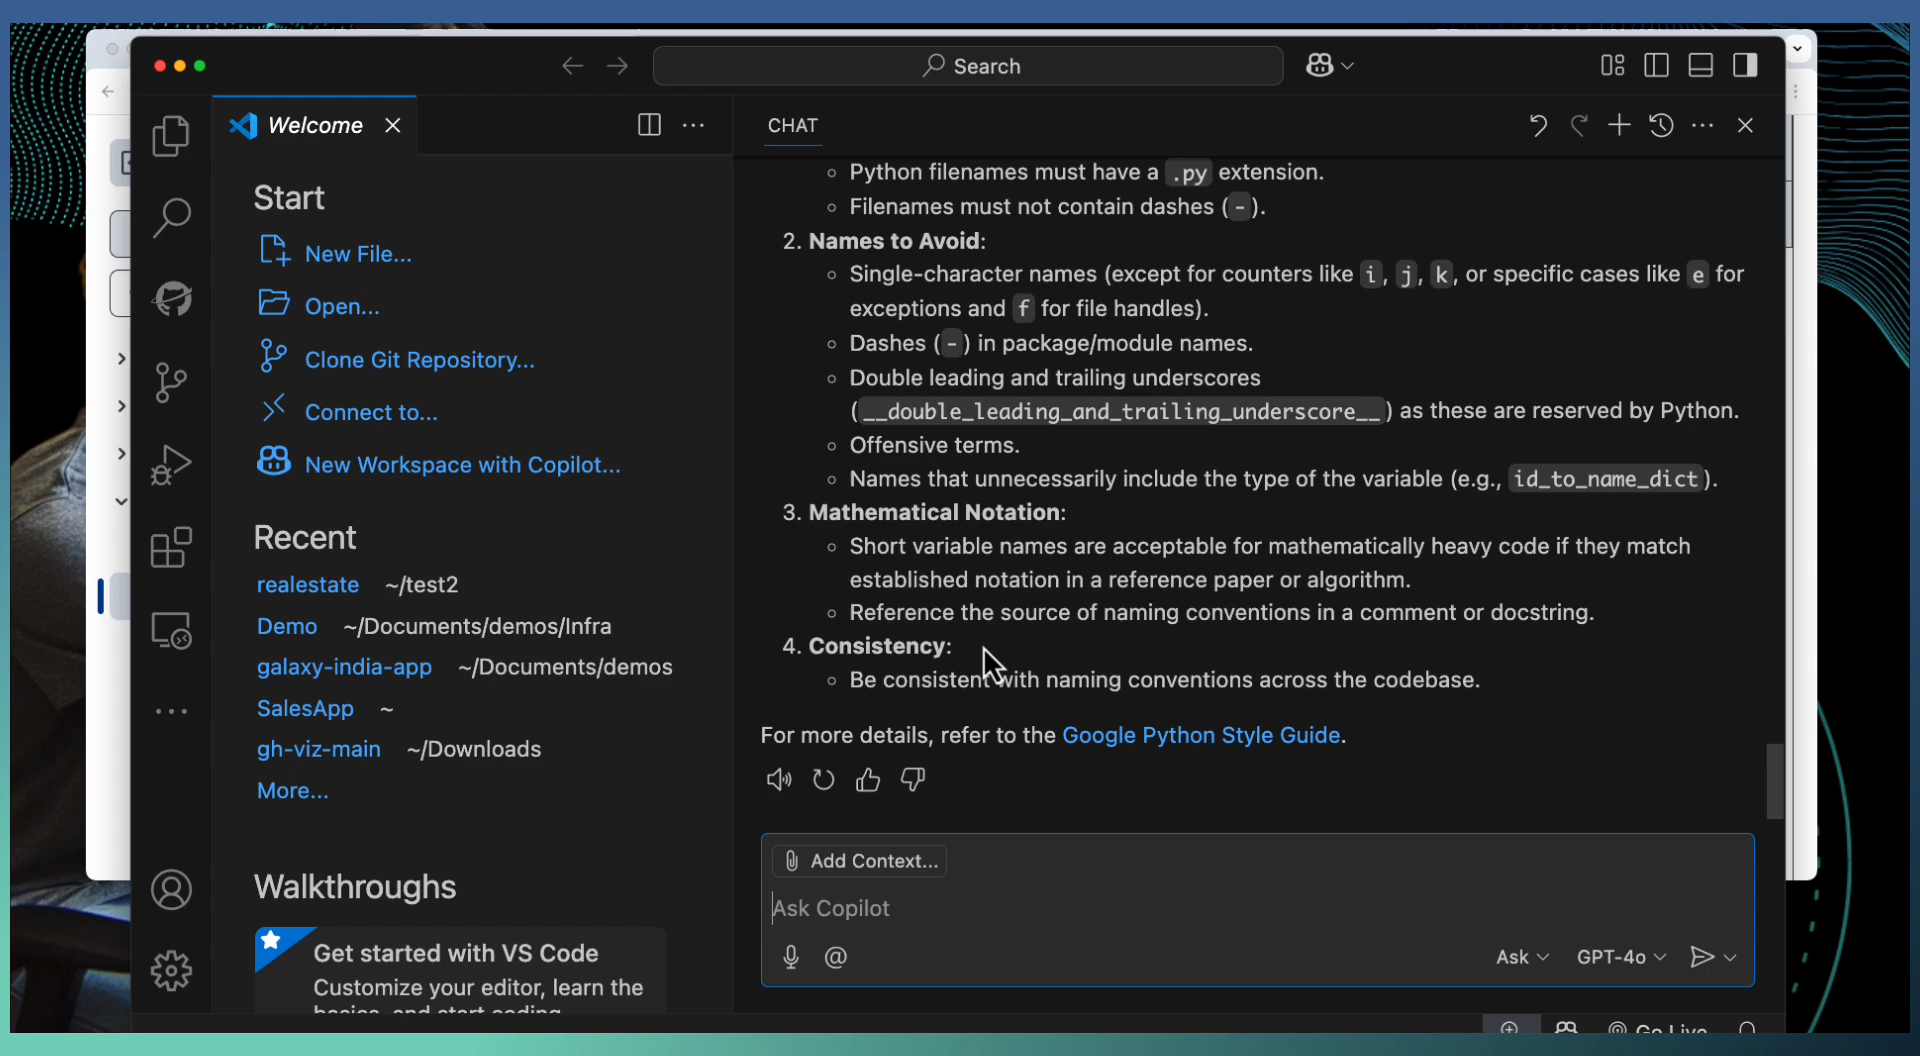 Search
Welcome
CHAT
Start
New File...
Open...
Clone Git Repository...
Connect to...
New Workspace with Copilot...
Recent
realestate ~/test2
Demo ~/Documents/demos/Infra
galaxy-india-app ~/Documents/demos
SalesApp ~
gh-viz-main ~/Downloads
More...
Walkthroughs
Get started with VS Code
Customize your editor, learn the
basics, and start coding
Python filenames must have a .py extension.
Filenames must not contain dashes (-).
2. Names to Avoid:
Single-character names (except for counters like i, j, k, or specific cases like e for
exceptions and f for file handles).
Dashes (-) in package/module names.
Double leading and trailing underscores
(__double_leading_and_trailing_underscore__) as these are reserved by Python.
Offensive terms.
Names that unnecessarily include the type of the variable (e.g., id_to_name_dict).
3. Mathematical Notation:
Short variable names are acceptable for mathematically heavy code if they match
established notation in a reference paper or algorithm.
Reference the source of naming conventions in a comment or docstring.
4. Consistency:
Be consistent with naming conventions across the codebase.
For more details, refer to the Google Python Style Guide.
Add Context...
Ask Copilot
Ask GPT-4o
Go Live